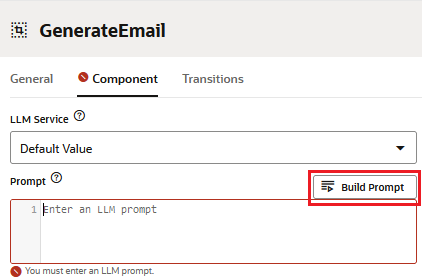 GenerateEmail
General Component Transitions
LLM Service ?
Default Value
Prompt ? Build Prompt
1 Enter an LLM prompt
You must enter an LLM prompt.